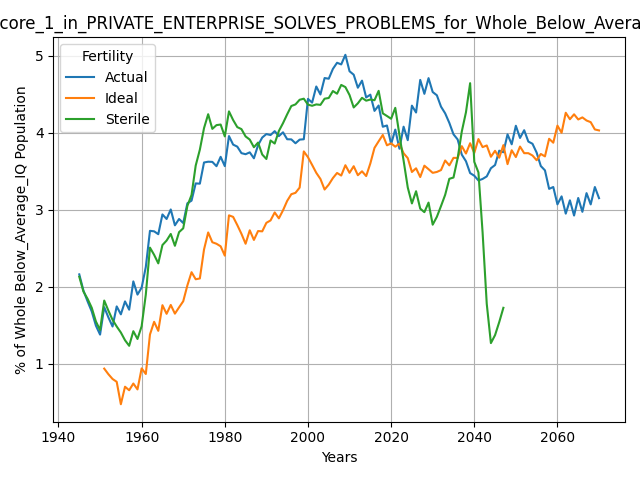 core_1_in_PRIVATE_ENTERPRISE_SOLVES_PROBLEMS_for_Whole_Below_Avera
% of Whole Below_Average_IQ Population
5
4
3
2
1
Fertility
Actual
Ideal
Sterile
1940 1960 1980 2000 2020 2040 2060
Years